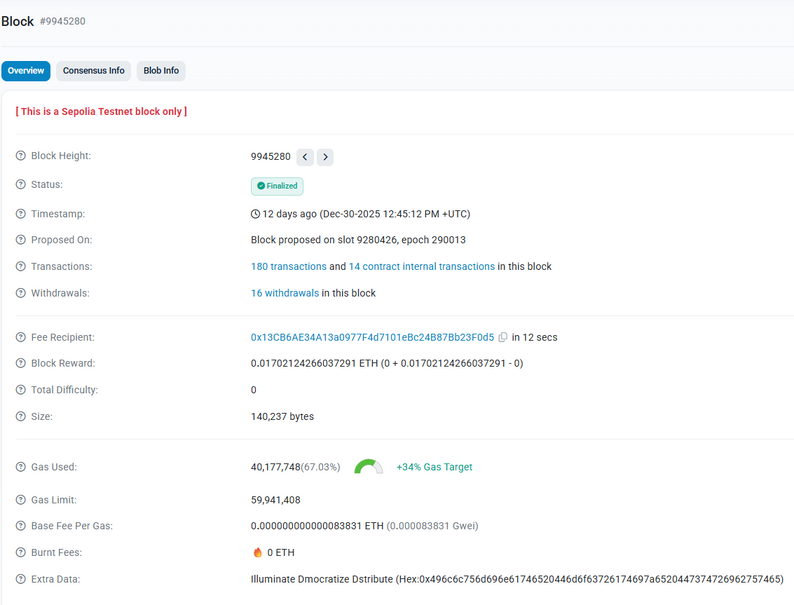 Block #9945280
Overview Consensus Info Blob Info
[ This is a Sepolia Testnet block only ]
Block Height: 9945280
Status: Finalized
Timestamp: 12 days ago (Dec-30-2025 12:45:12 PM +UTC)
Proposed On: Block proposed on slot 9280426, epoch 290013
Transactions: 180 transactions and 14 contract internal transactions in this block
Withdrawals: 16 withdrawals in this block
Fee Recipient: 0x13CB6AE34A13a0977F4d7101eBc24B87Bb23F0d5 in 12 secs
Block Reward: 0.01702124266037291 ETH (0 + 0.01702124266037291 - 0)
Total Difficulty: 0
Size: 140,237 bytes
Gas Used: 40,177,748(67.03%) +34% Gas Target
Gas Limit: 59,941,408
Base Fee Per Gas: 0.000000000000083831 ETH (0.000083831 Gwei)
Burnt Fees: 0 ETH
Extra Data: Illuminate Dmocratize Dstribute (Hex:0x496c6c756d696e61746520446d6f63726174697a652044737472696275​7465)